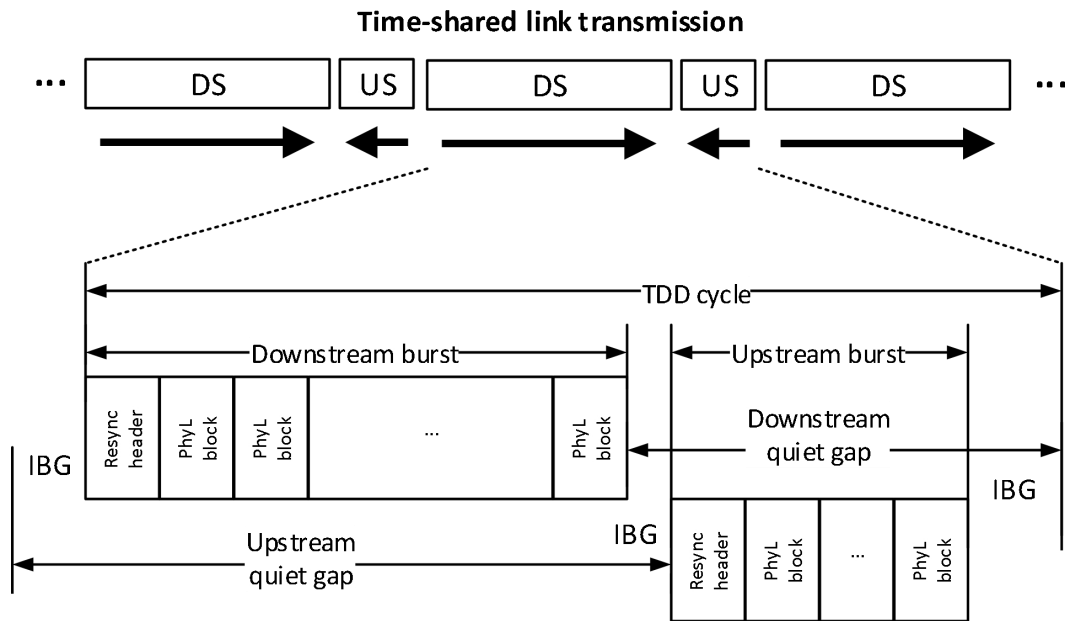 Time-shared link transmission
... DS US DS US DS ...
TDD cycle
Downstream burst
Upstream burst
Resync
header
PhyL
block
PhyL
block
...
PhyL
block
Downstream
quiet gap
IBG
IBG
IBG
Upstream
quiet gap
Resync
header
PhyL
block
...
PhyL
block